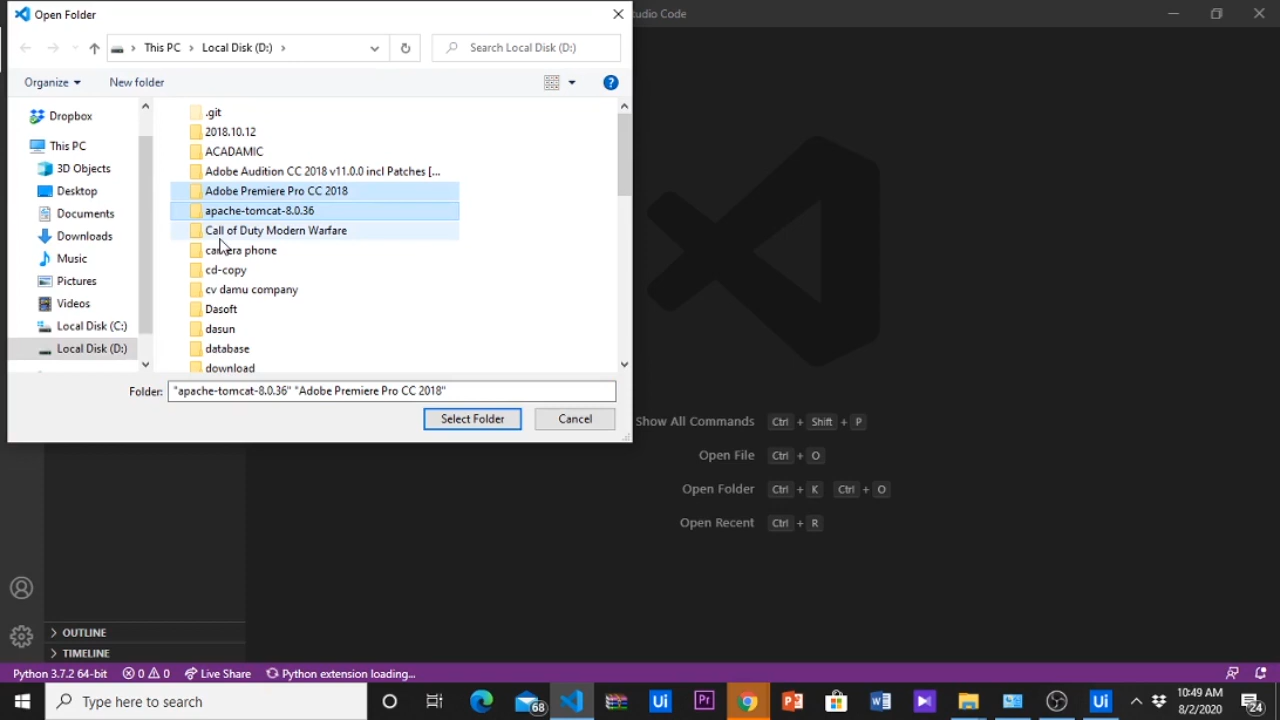 Open Folder
tudio Code
This PC
Local Disk (D:)
Search Local Disk (D:)
Organize
New folder
?
Dropbox
This PC
3D Objects
Desktop
Documents
Downloads
Music
Pictures
Videos
Local Disk (C:)
Local Disk (D:)
.git
2018.10.12
ACADAMIC
Adobe Audition CC 2018 v11.0.0 incl Patches [...
Adobe Premiere Pro CC 2018
apache-tomcat-8.0.36
Call of Duty Modern Warfare
camera phone
cd-copy
cv damu company
Dasoft
dasun
database
download
Folder: "apache-tomcat-8.0.36" "Adobe Premiere Pro CC 2018"
Select Folder
Cancel
Show All Commands Ctrl + Shift + P
Open File Ctrl + O
Open Folder Ctrl + K Ctrl + O
Open Recent Ctrl + R
OUTLINE
TIMELINE
Python 3.7.2 64-bit 0 0 Live Share Python extension loading...
Type here to search
68
Ui
Pr
Ui
10:49 AM
8/2/2020
24